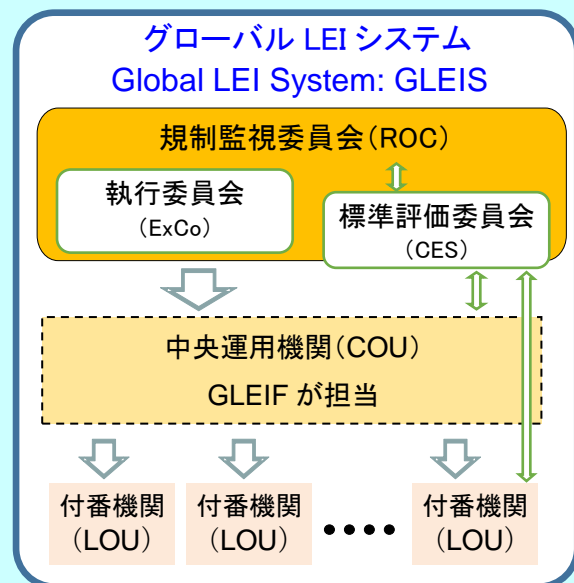 グローバル LEI システム
Global LEI System: GLEIS
規制監視委員会(ROC)
執行委員会
(ExCo)
標準評価委員会
(CES)
中央運用機関(COU)
GLEIF が担当
付番機関
(LOU)
付番機関
(LOU)
••••
付番機関
(LOU)